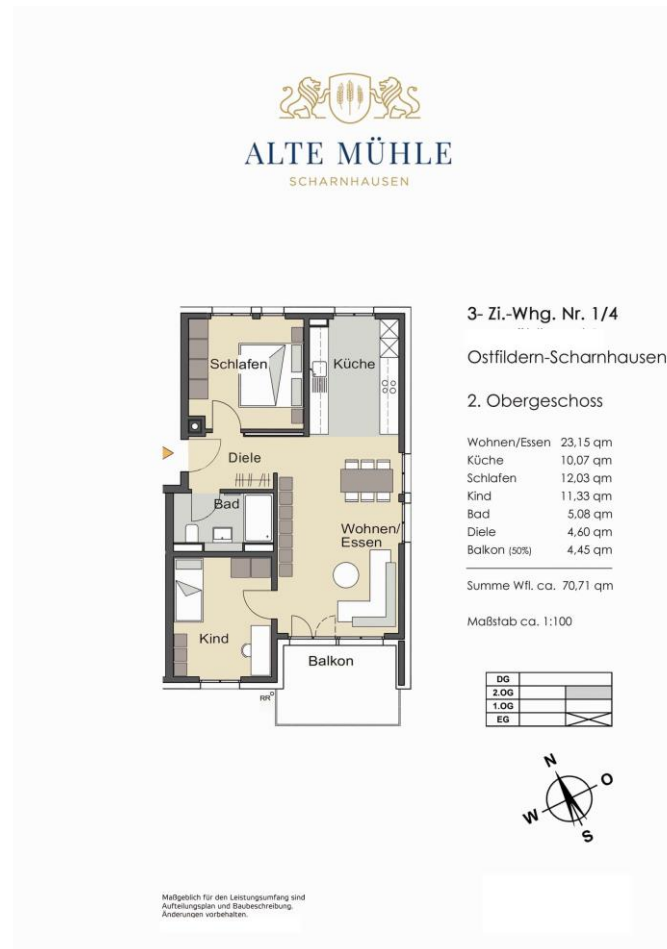 ALTE MÜHLE
SCHARNHAUSEN
3- Zi.-Whg. Nr. 1/4
Ostfildern-Scharnhausen
2. Obergeschoss
Wohnen/Essen 23,15 qm
Küche 10,07 qm
Schlafen 12,03 qm
Kind 11,33 qm
Bad 5,08 qm
Diele 4,60 qm
Balkon (50%) 4,45 qm
Summe Wfl. ca. 70,71 qm
Maßstab ca. 1:100
Schlafen
Küche
Diele
Bad
Wohnen/
Essen
Kind
Balkon
RR
DG
2.OG
1.OG
EG
N
O
W
S
Maßgeblich für den Leistungsumfang sind
Aufteilungsplan und Baubeschreibung.
Änderungen vorbehalten.